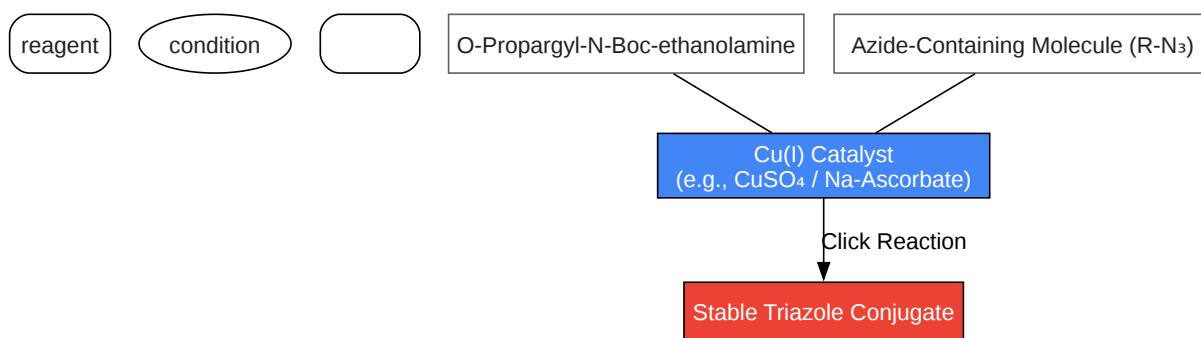 reagent
condition
O-Propargyl-N-Boc-ethanolamine
Azide-Containing Molecule (R-N₃)
Cu(I) Catalyst
(e.g., CuSO₄ / Na-Ascorbate)
Click Reaction
Stable Triazole Conjugate